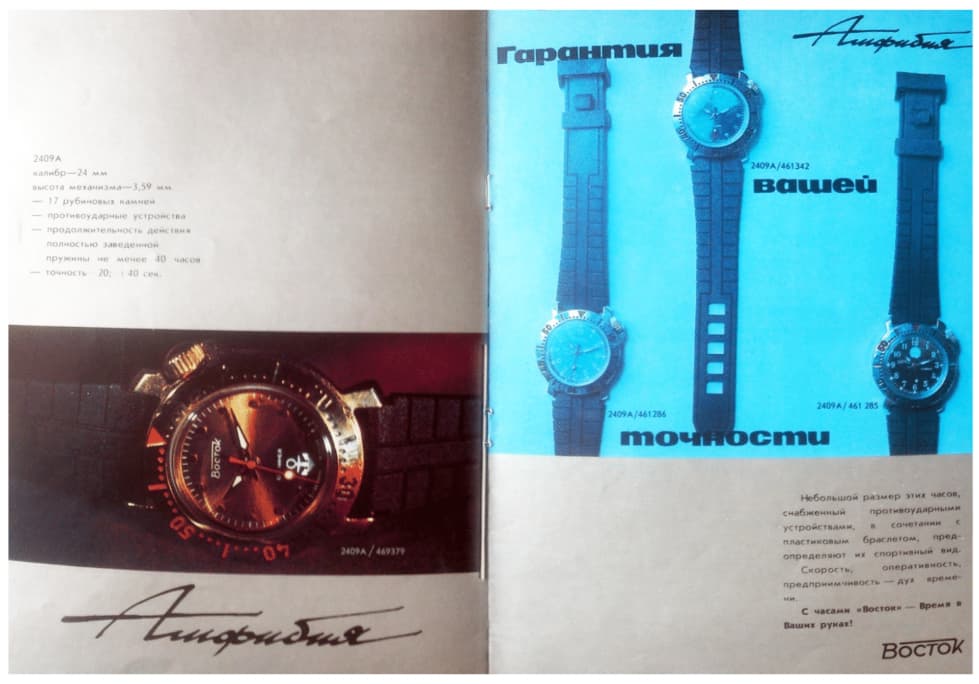 2409А
калибр—24 мм
высота механизма—3,59 мм
— 17 рубиновых камней
— противоударные устройства
— продолжительность действия
полностью заведенной
пружины не менее 40 часов
— точность 20; +40 сек.
Восток
50
40
2409А/469379
Амфибия
Амфибия
Гарантия
2409А/461342
вашей
2409А/461286
2409А/461 285
точности
Небольшой размер этих часов,
снабженный противоударными
устройствами, в сочетании с
пластиковым браслетом, пред-
определяют их спортивный вид.
Скорость, оперативность,
предприимчивость — дух време-
ни.
С часами «Восток» — Время в
Ваших руках!
Восток